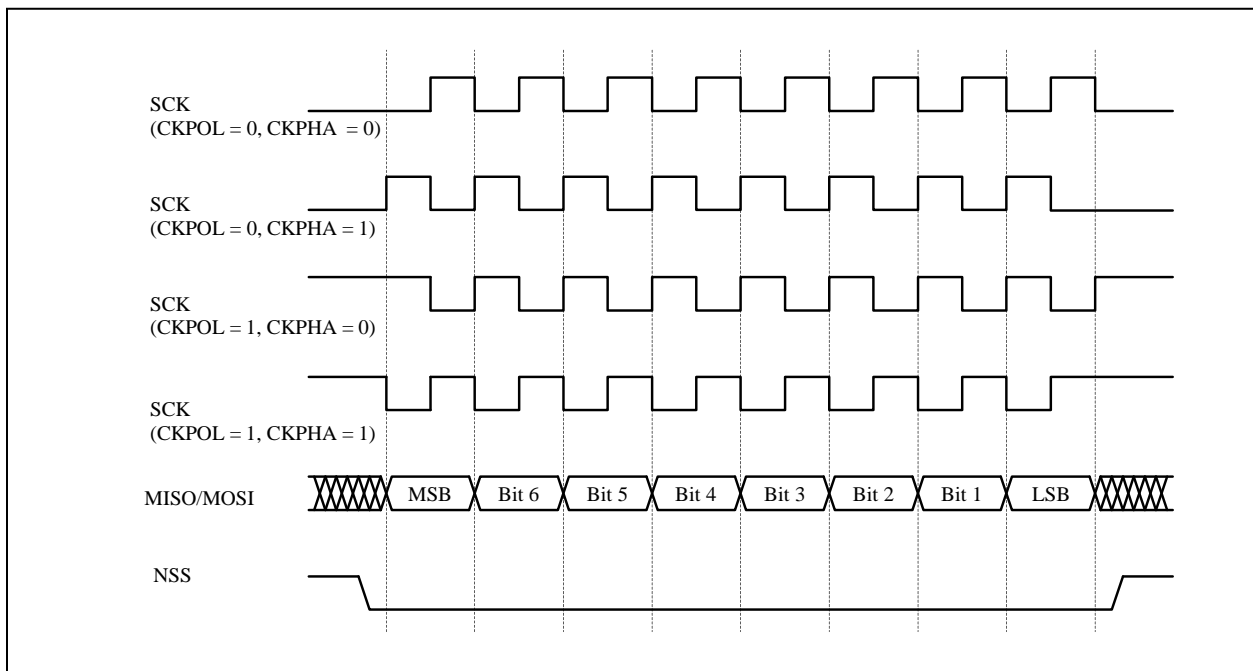 SCK
(CKPOL = 0, CKPHA = 0)
SCK
(CKPOL = 0, CKPHA = 1)
SCK
(CKPOL = 1, CKPHA = 0)
SCK
(CKPOL = 1, CKPHA = 1)
MISO/MOSI MSB Bit 6 Bit 5 Bit 4 Bit 3 Bit 2 Bit 1 LSB
NSS